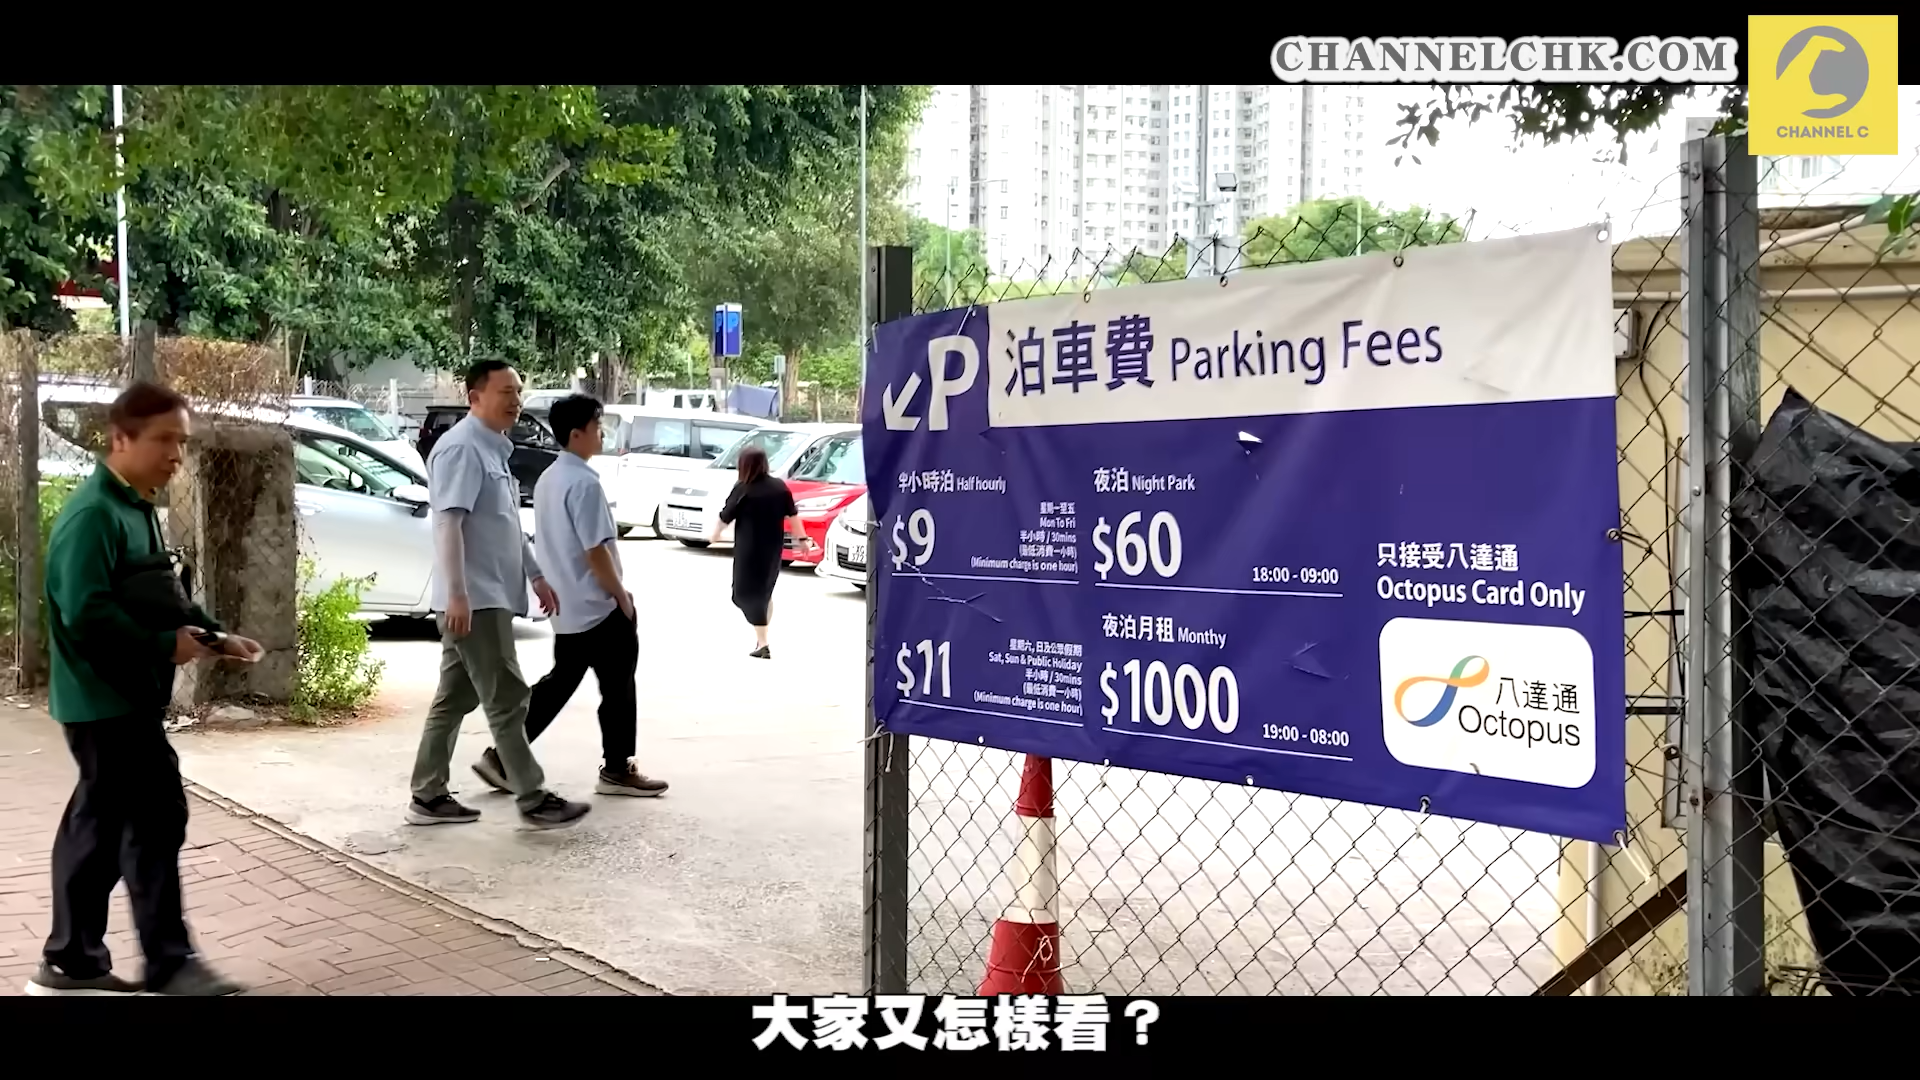 CHANNELCHK.COM
CHANNEL C
P 泊車費 Parking Fees
半小時泊 Half hourly
$9
星期一至五
Mon To Fri
半小時 / 30mins
(最低消費一小時)
(Minimum charge is one hour)
$11
星期六, 日及公眾假期
Sat, Sun & Public Holiday
半小時 / 30mins
(最低消費一小時)
(Minimum charge is one hour)
夜泊 Night Park
$60
18:00 - 09:00
夜泊月租 Monthy
$1000
19:00 - 08:00
只接受八達通
Octopus Card Only
八達通
Octopus
大家又怎樣看？